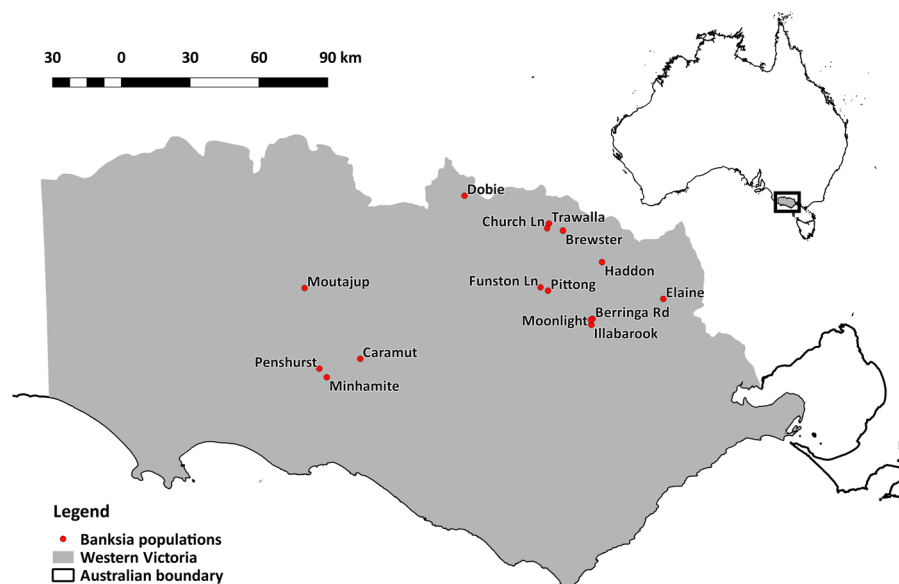 30 0 30 60 90 km
Dobie
Church Ln Trawalla
Brewster
Haddon
Moutajup
Funston Ln Pittong
Elaine
Moonlight Berringa Rd
Illabarook
Caramut
Penshurst
Minhamite
Legend
Banksia populations
Western Victoria
Australian boundary